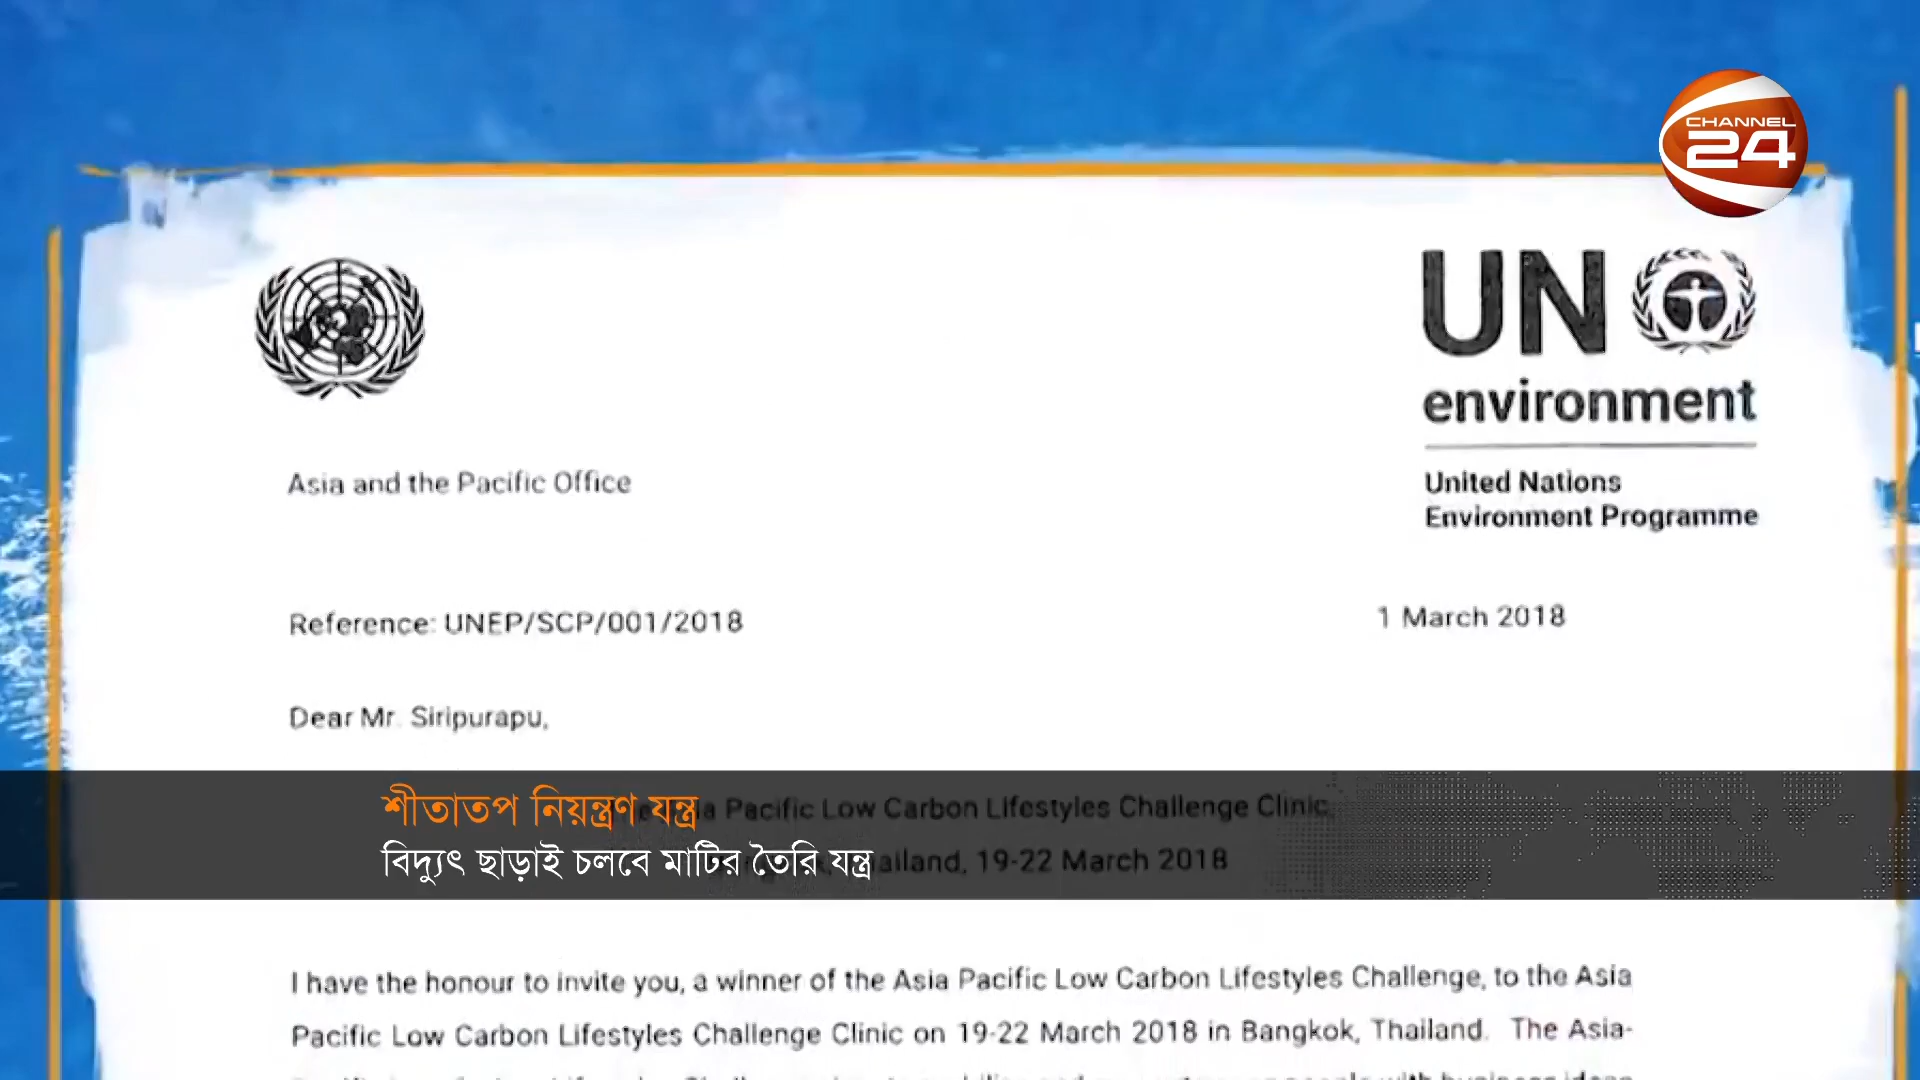 CHANNEL
24
UN
environment
United Nations
Environment Programme
Asia and the Pacific Office
Reference: UNEP/SCP/001/2018
1 March 2018
Dear Mr. Siripurapu,
শীতাতপ নিয়ন্ত্রণ যন্ত্র
Pacific Low Carbon Lifestyles Challenge Clinic,
বিদ্যুৎ ছাড়াই চলবে মাটির তৈরি যন্ত্র
19-22 March 2018
I have the honour to invite you, a winner of the Asia Pacific Low Carbon Lifestyles Challenge, to the Asia
Pacific Low Carbon Lifestyles Challenge Clinic on 19-22 March 2018 in Bangkok, Thailand. The Asia-